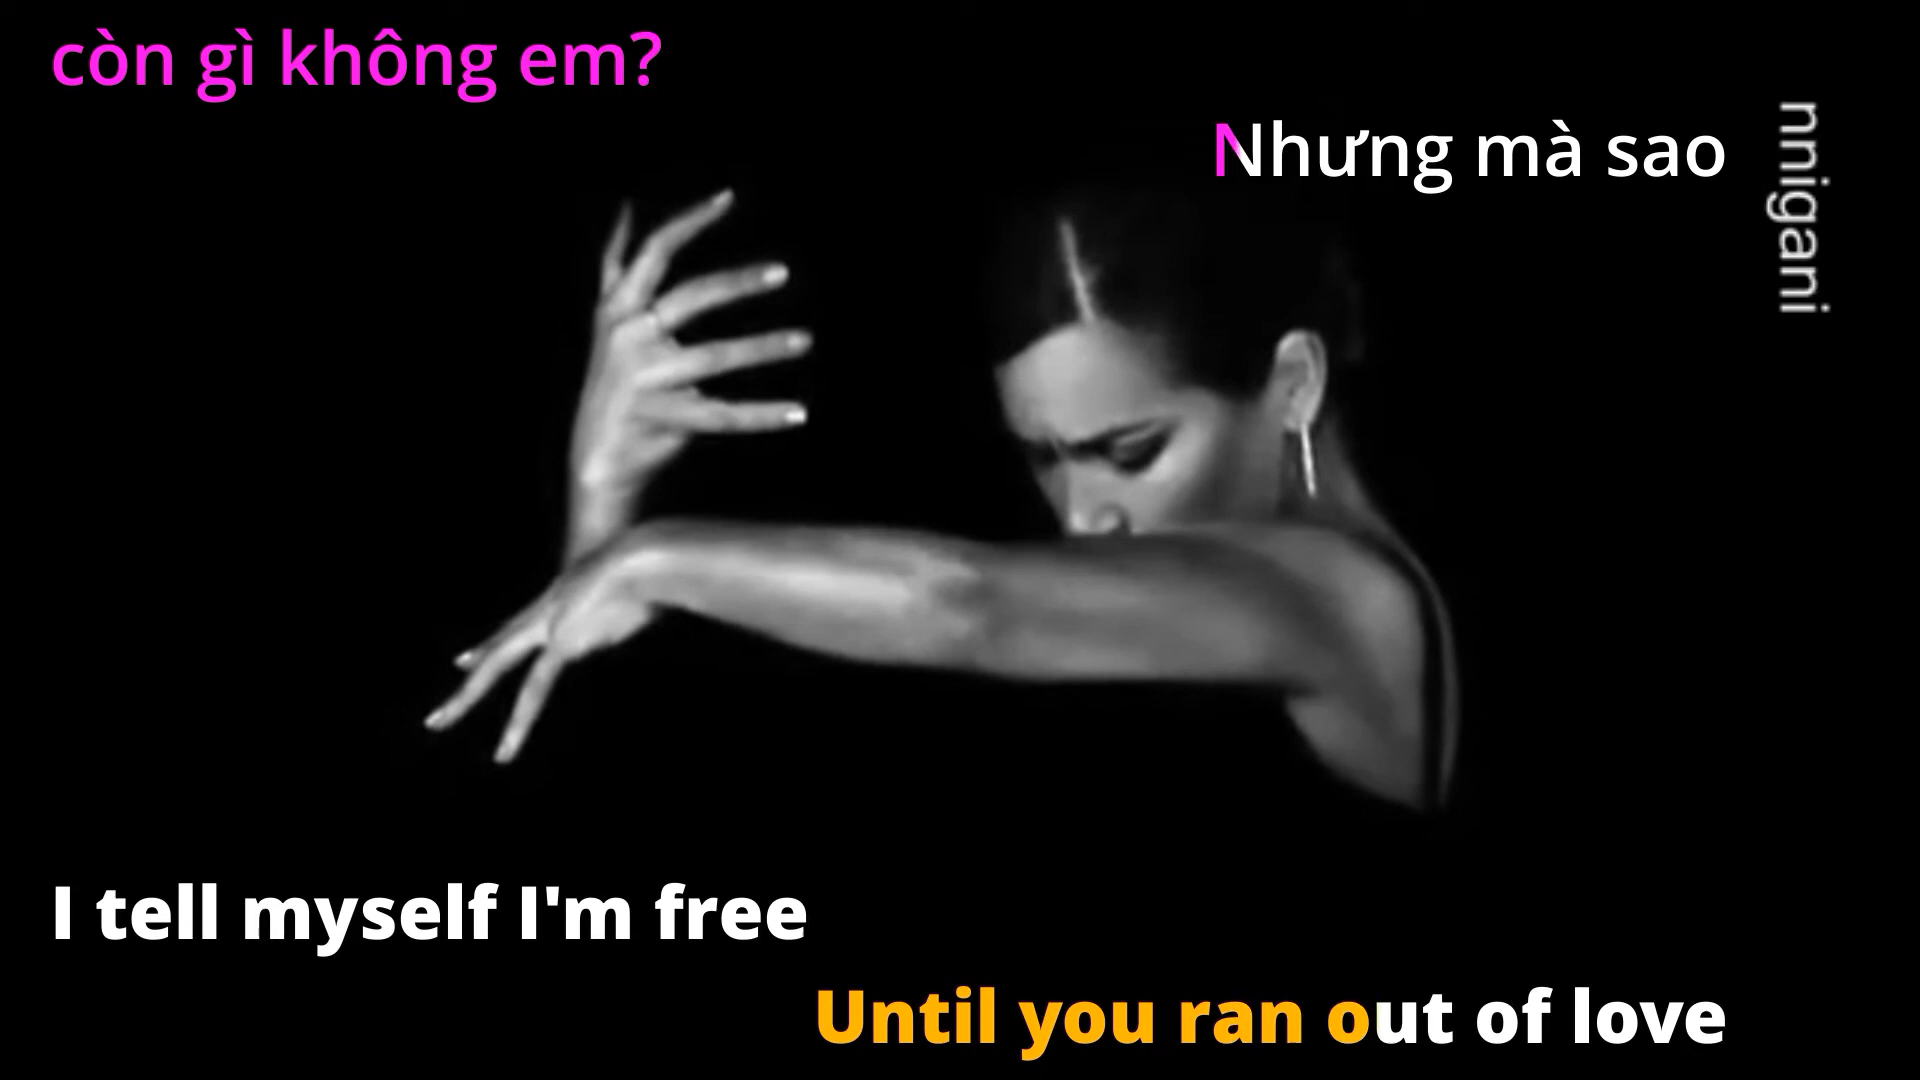 còn gì không em?
Nhưng mà sao
nnigani
I tell myself I'm free
Until you ran out of love